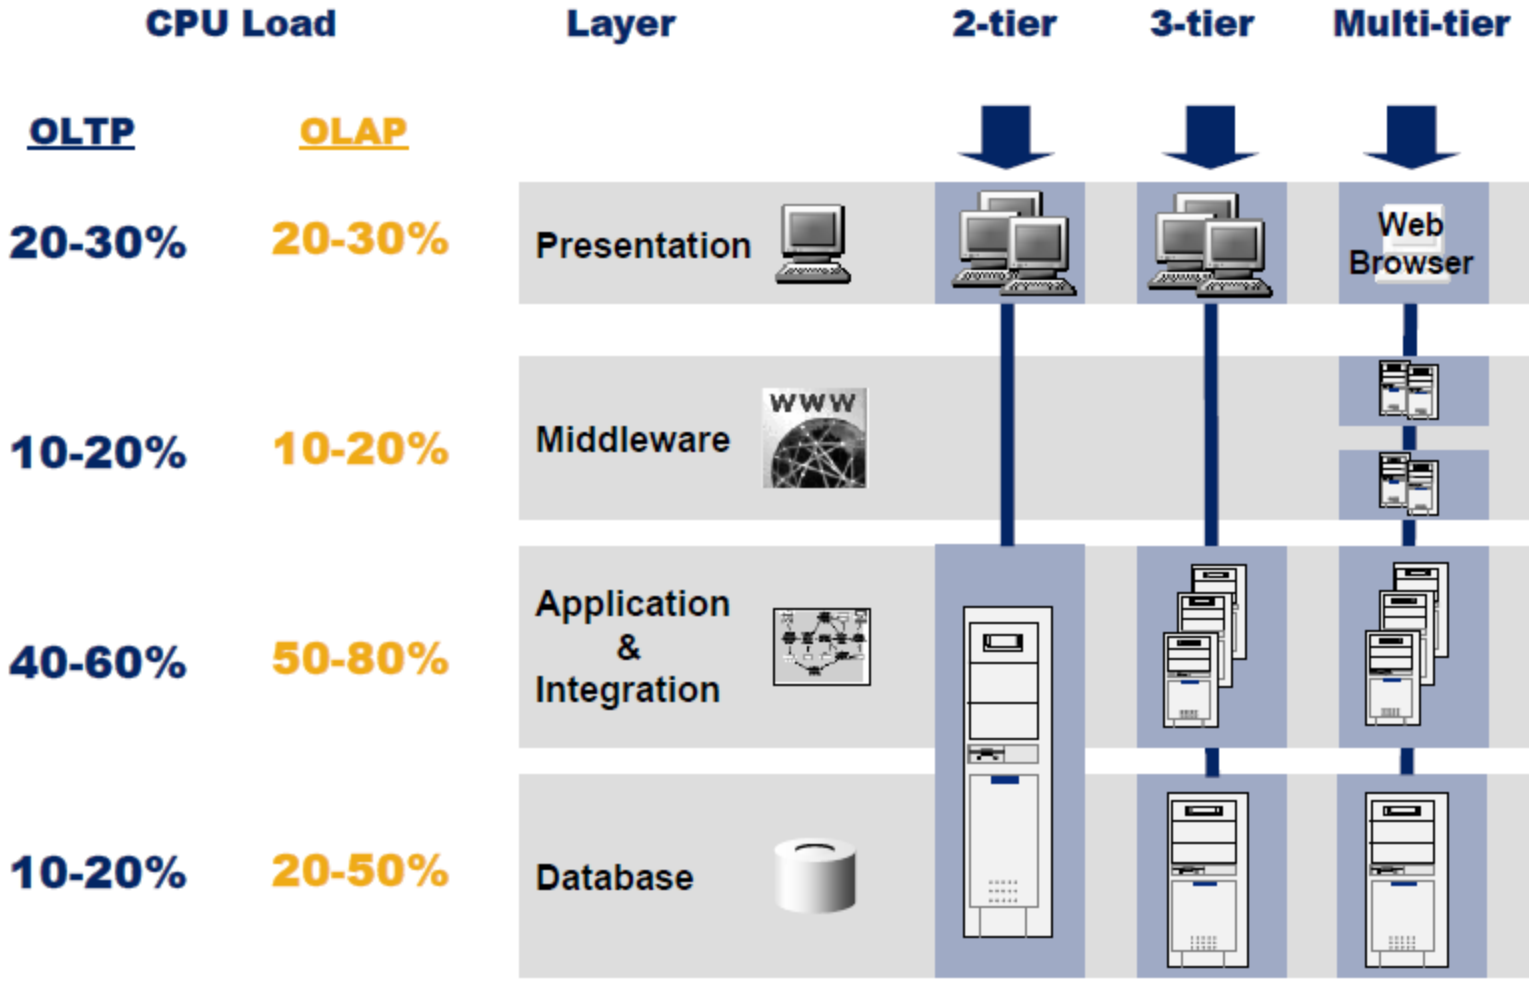 CPU Load Layer 2-tier 3-tier Multi-tier
OLTP OLAP
20-30% 20-30% Presentation Web
Browser
10-20% 10-20% Middleware WWW
40-60% 50-80% Application
&
Integration
10-20% 20-50% Database